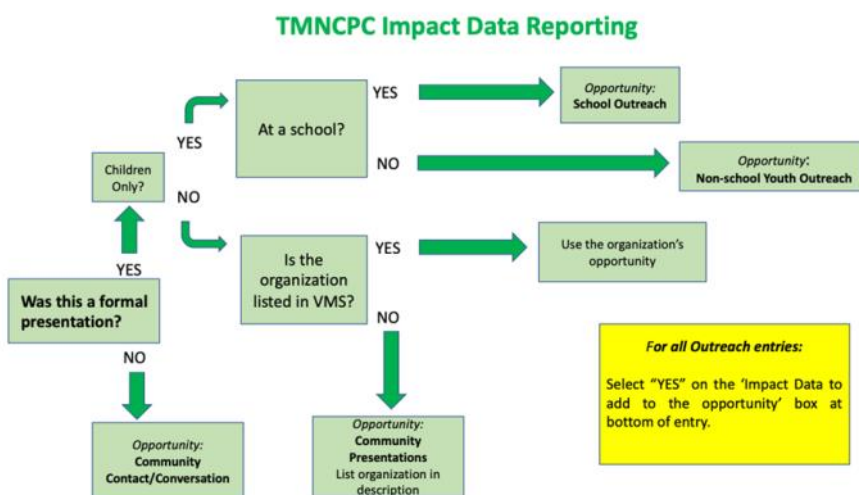 TMNCPC Impact Data Reporting
YES
Opportunity:
School Outreach
At a school?
YES
NO
Opportunity:
Non-school Youth Outreach
Children
Only?
NO
YES
Use the organization's
opportunity
Is the
organization
listed in VMS?
YES
Was this a formal
presentation?
NO
NO
For all Outreach entries:
Select “YES” on the ‘Impact Data to
add to the opportunity’ box at
bottom of entry.
Opportunity:
Community
Contact/Conversation
Opportunity:
Community
Presentations
List organization in
description